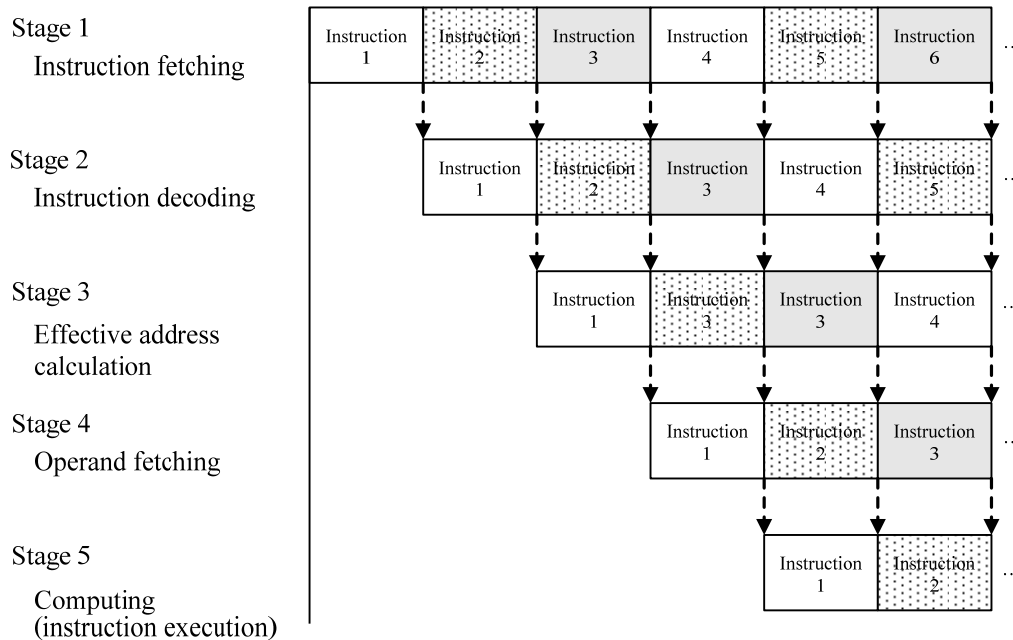 Stage 1
Instruction fetching
Instruction
1
Instruction
2
Instruction
3
Instruction
4
Instruction
5
Instruction
6
...
Stage 2
Instruction decoding
Instruction
1
Instruction
2
Instruction
3
Instruction
4
Instruction
5
...
Stage 3
Effective address
calculation
Instruction
1
Instruction
3
Instruction
3
Instruction
4
...
Stage 4
Operand fetching
Instruction
1
Instruction
2
Instruction
3
...
Stage 5
Computing
(instruction execution)
Instruction
1
Instruction
2
...